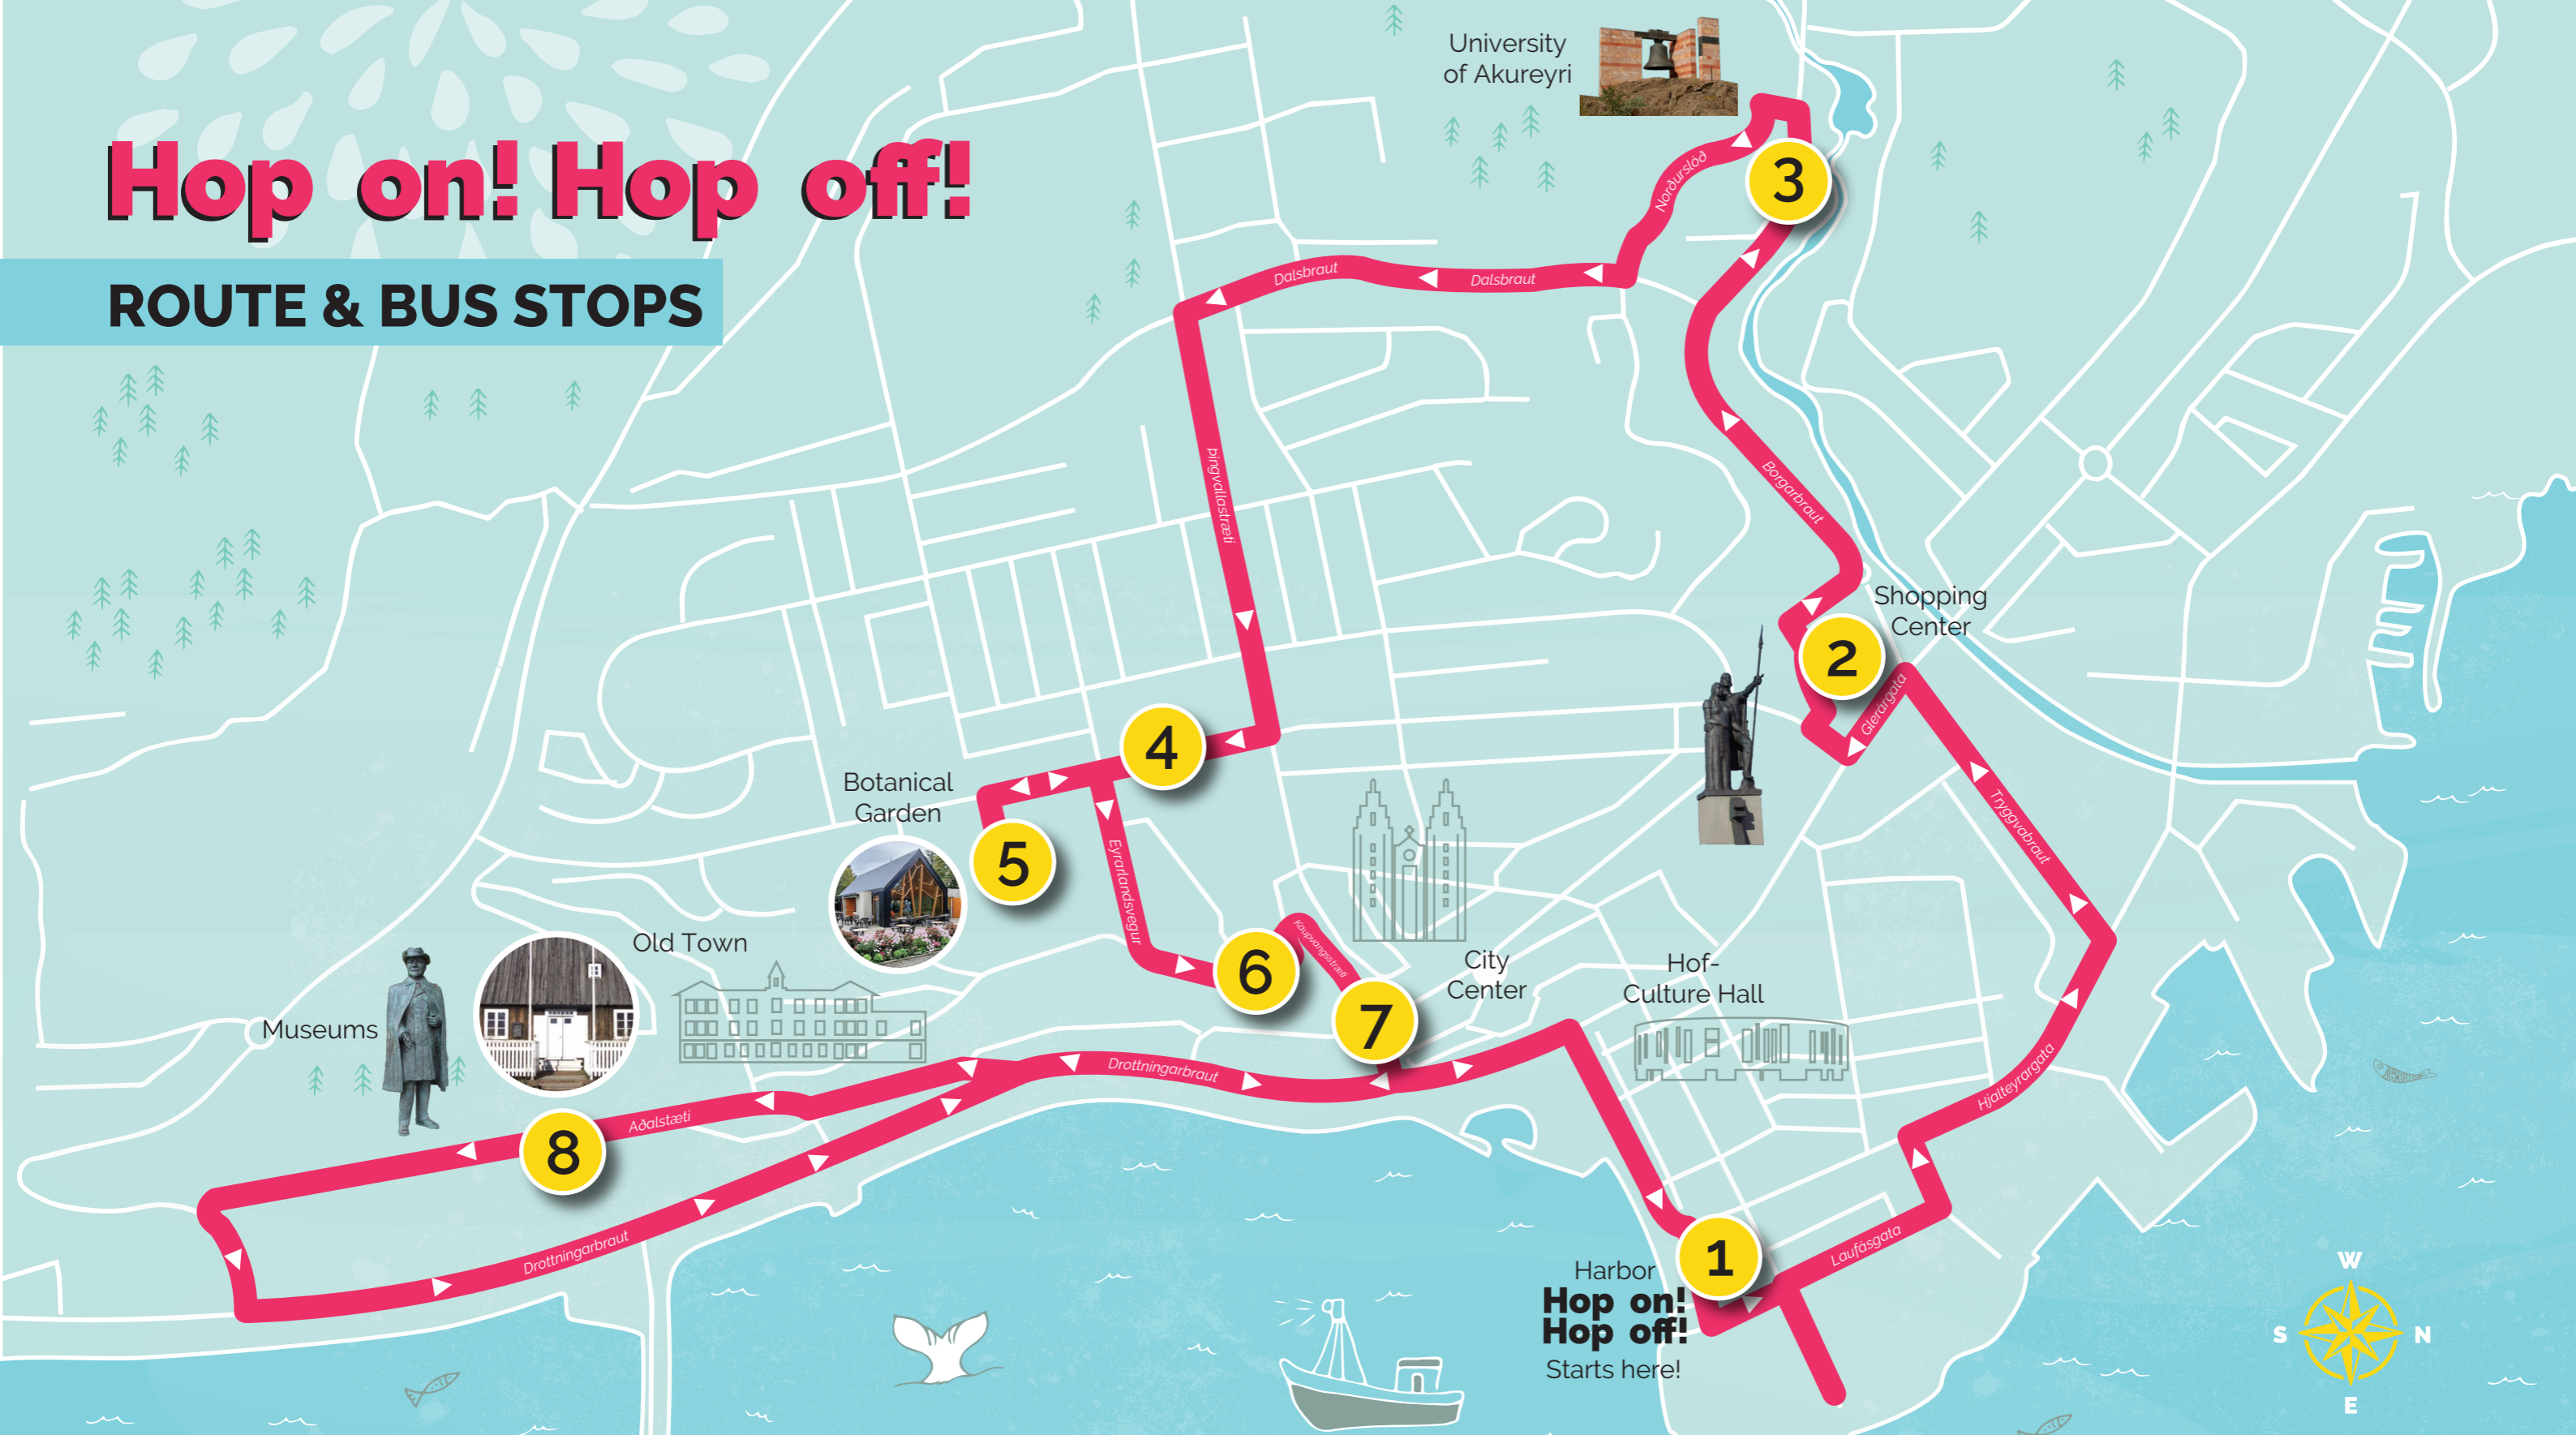 Hop on! Hop off!
ROUTE & BUS STOPS
University
of Akureyri
3
Norðurslóð
Dalsbraut
Dalsbraut
Þingvallastræti
Borgarbraut
Shopping
Center
2
Glerárgata
Tryggvabraut
4
Botanical
Garden
5
Eyrarlandsvegur
6
Kaupvangsstræti
7
City
Center
Hof-
Culture Hall
Old Town
Museums
Hjalteyrargata
Drottningarbraut
Aðalstæti
8
Drottningarbraut
Laufásgata
1
Harbor
Hop on!
Hop off!
Starts here!
W
S
N
E